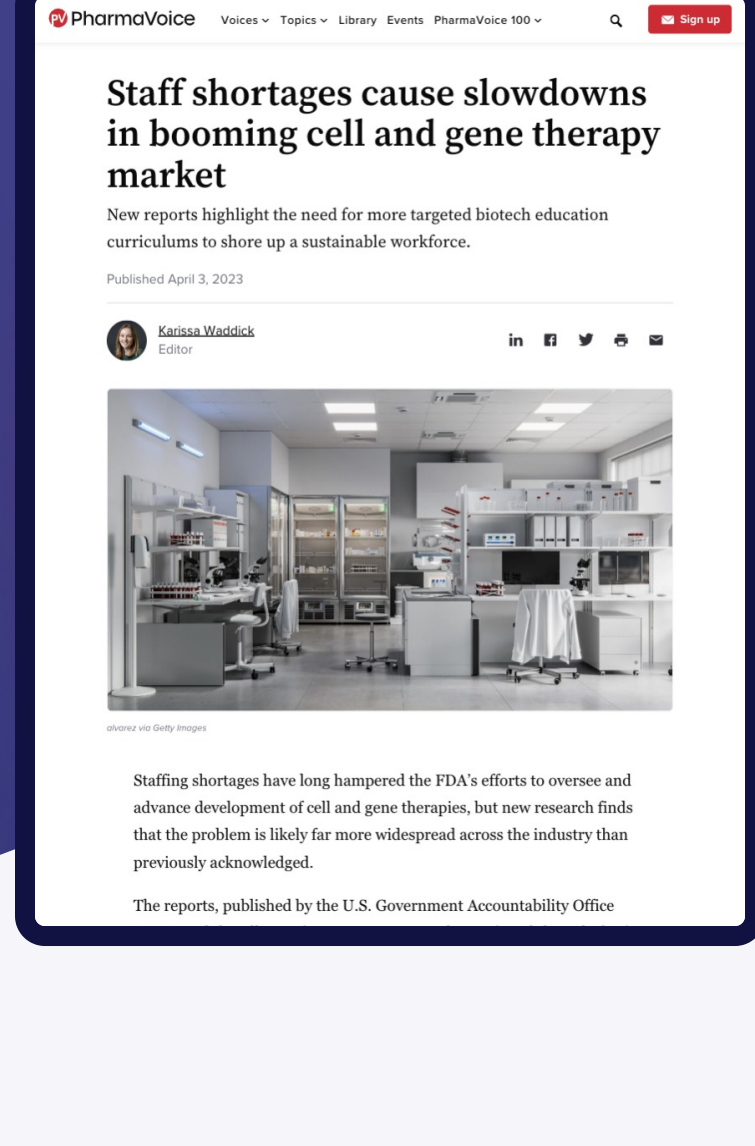 PV PharmaVoice Voices Topics Library Events PharmaVoice 100 Sign up
Staff shortages cause slowdowns
in booming cell and gene therapy
market
New reports highlight the need for more targeted biotech education
curriculums to shore up a sustainable workforce.
Published April 3, 2023
Karissa Waddick
Editor
alvarez via Getty Images
Staffing shortages have long hampered the FDA’s efforts to oversee and
advance development of cell and gene therapies, but new research finds
that the problem is likely far more widespread across the industry than
previously acknowledged.
The reports, published by the U.S. Government Accountability Office